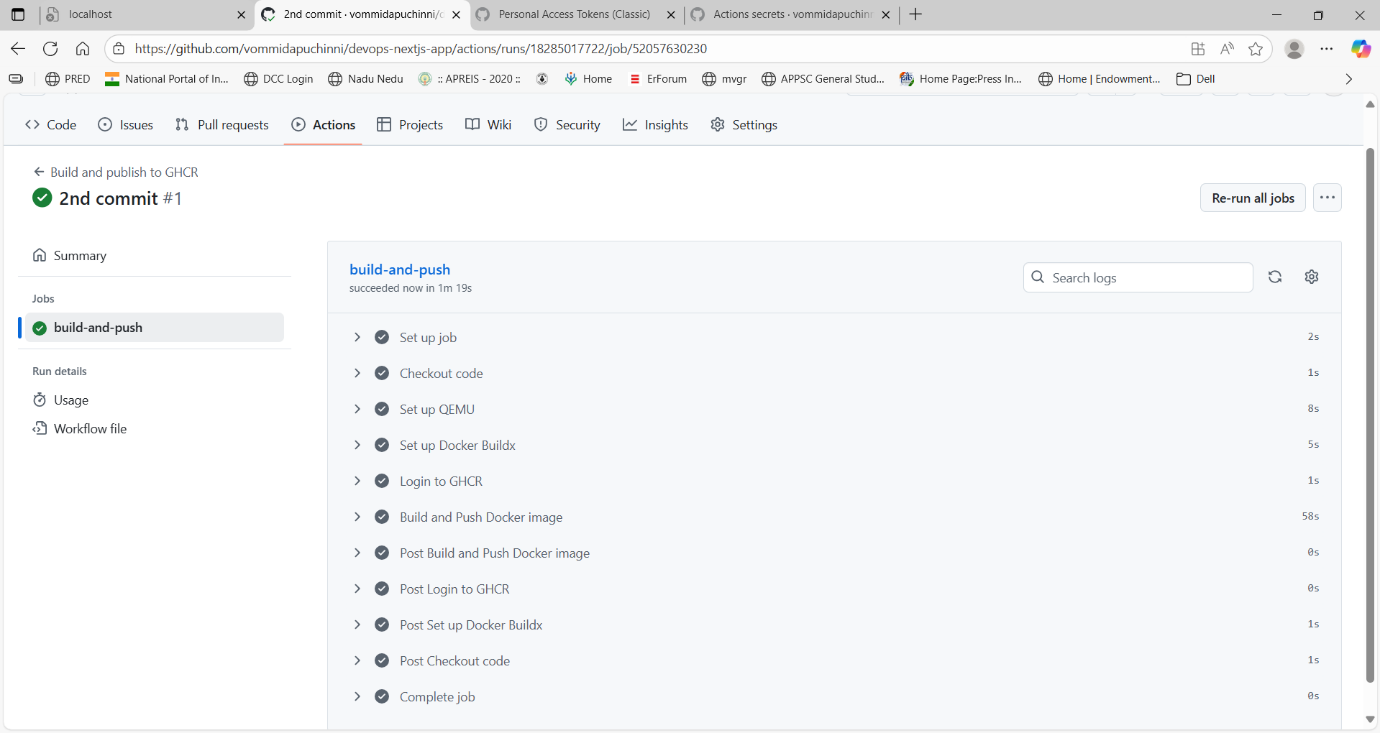 localhost
2nd commit · vommidapuchinni/
Personal Access Tokens (Classic)
Actions secrets · vommidapuchinn
https://github.com/vommidapuchinni/devops-nextjs-app/actions/runs/18285017722/job/52057630230
PRED
National Portal of In...
DCC Login
Nadu Nedu
:: APREIS - 2020 ::
Home
ErForum
mvgr
APPSC General Stud...
Home Page:Press In...
Home | Endowment...
Dell
Code
Issues
Pull requests
Actions
Projects
Wiki
Security
Insights
Settings
Build and publish to GHCR
2nd commit #1
Re-run all jobs
Summary
Jobs
build-and-push
Run details
Usage
Workflow file
build-and-push
succeeded now in 1m 19s
Search logs
Set up job 2s
Checkout code 1s
Set up QEMU 8s
Set up Docker Buildx 5s
Login to GHCR 1s
Build and Push Docker image 58s
Post Build and Push Docker image 0s
Post Login to GHCR 0s
Post Set up Docker Buildx 1s
Post Checkout code 1s
Complete job 0s